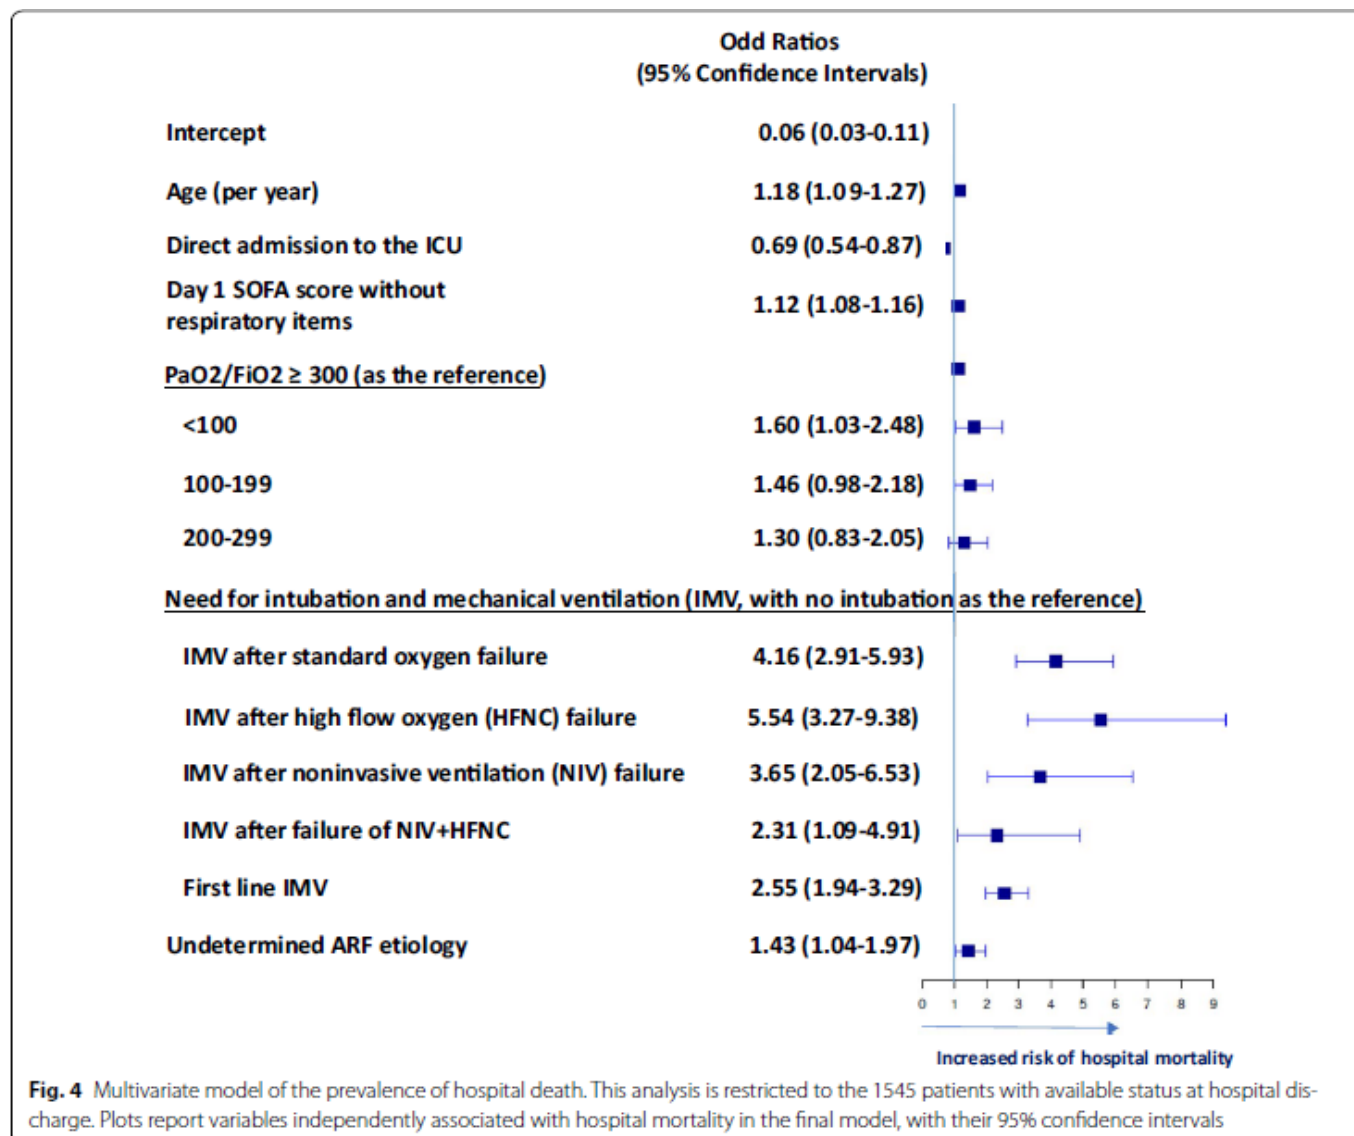 Odd Ratios
(95% Confidence Intervals)
Intercept 0.06 (0.03-0.11)
Age (per year) 1.18 (1.09-1.27)
Direct admission to the ICU 0.69 (0.54-0.87)
Day 1 SOFA score without
respiratory items 1.12 (1.08-1.16)
PaO2/FiO2 ≥ 300 (as the reference)
<100 1.60 (1.03-2.48)
100-199 1.46 (0.98-2.18)
200-299 1.30 (0.83-2.05)
Need for intubation and mechanical ventilation (IMV, with no intubation as the reference)
IMV after standard oxygen failure 4.16 (2.91-5.93)
IMV after high flow oxygen (HFNC) failure 5.54 (3.27-9.38)
IMV after noninvasive ventilation (NIV) failure 3.65 (2.05-6.53)
IMV after failure of NIV+HFNC 2.31 (1.09-4.91)
First line IMV 2.55 (1.94-3.29)
Undetermined ARF etiology 1.43 (1.04-1.97)
0 1 2 3 4 5 6 7 8 9
Increased risk of hospital mortality
Fig. 4 Multivariate model of the prevalence of hospital death. This analysis is restricted to the 1545 patients with available status at hospital dis-
charge. Plots report variables independently associated with hospital mortality in the final model, with their 95% confidence intervals